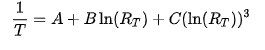 1/T = A + B ln(R_T) + C(ln(R_T))³